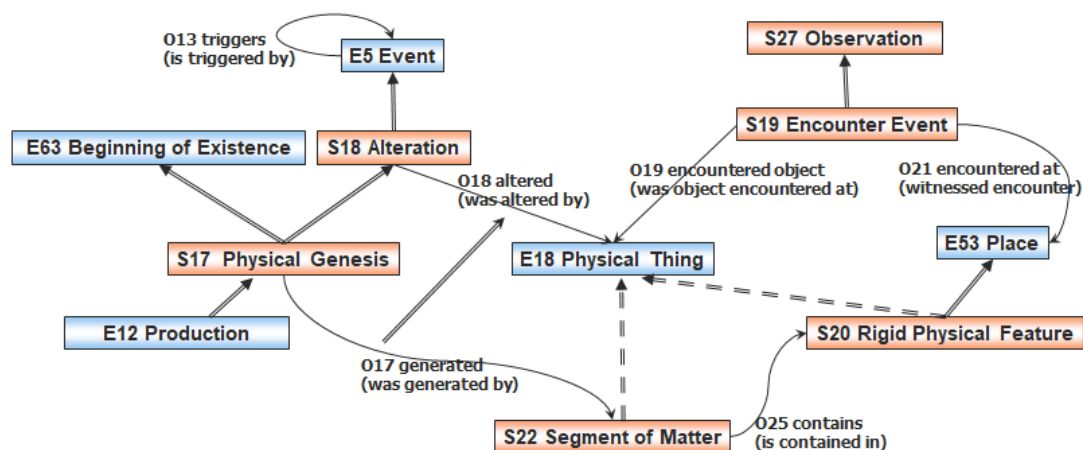 O13 triggers
(is triggered by)
E5 Event
S27 Observation
E63 Beginning of Existence
S18 Alteration
S19 Encounter Event
O18 altered
(was altered by)
O19 encountered object
(was object encountered at)
O21 encountered at
(witnessed encounter)
S17 Physical Genesis
E18 Physical Thing
E53 Place
E12 Production
S20 Rigid Physical Feature
O17 generated
(was generated by)
S22 Segment of Matter
O25 contains
(is contained in)